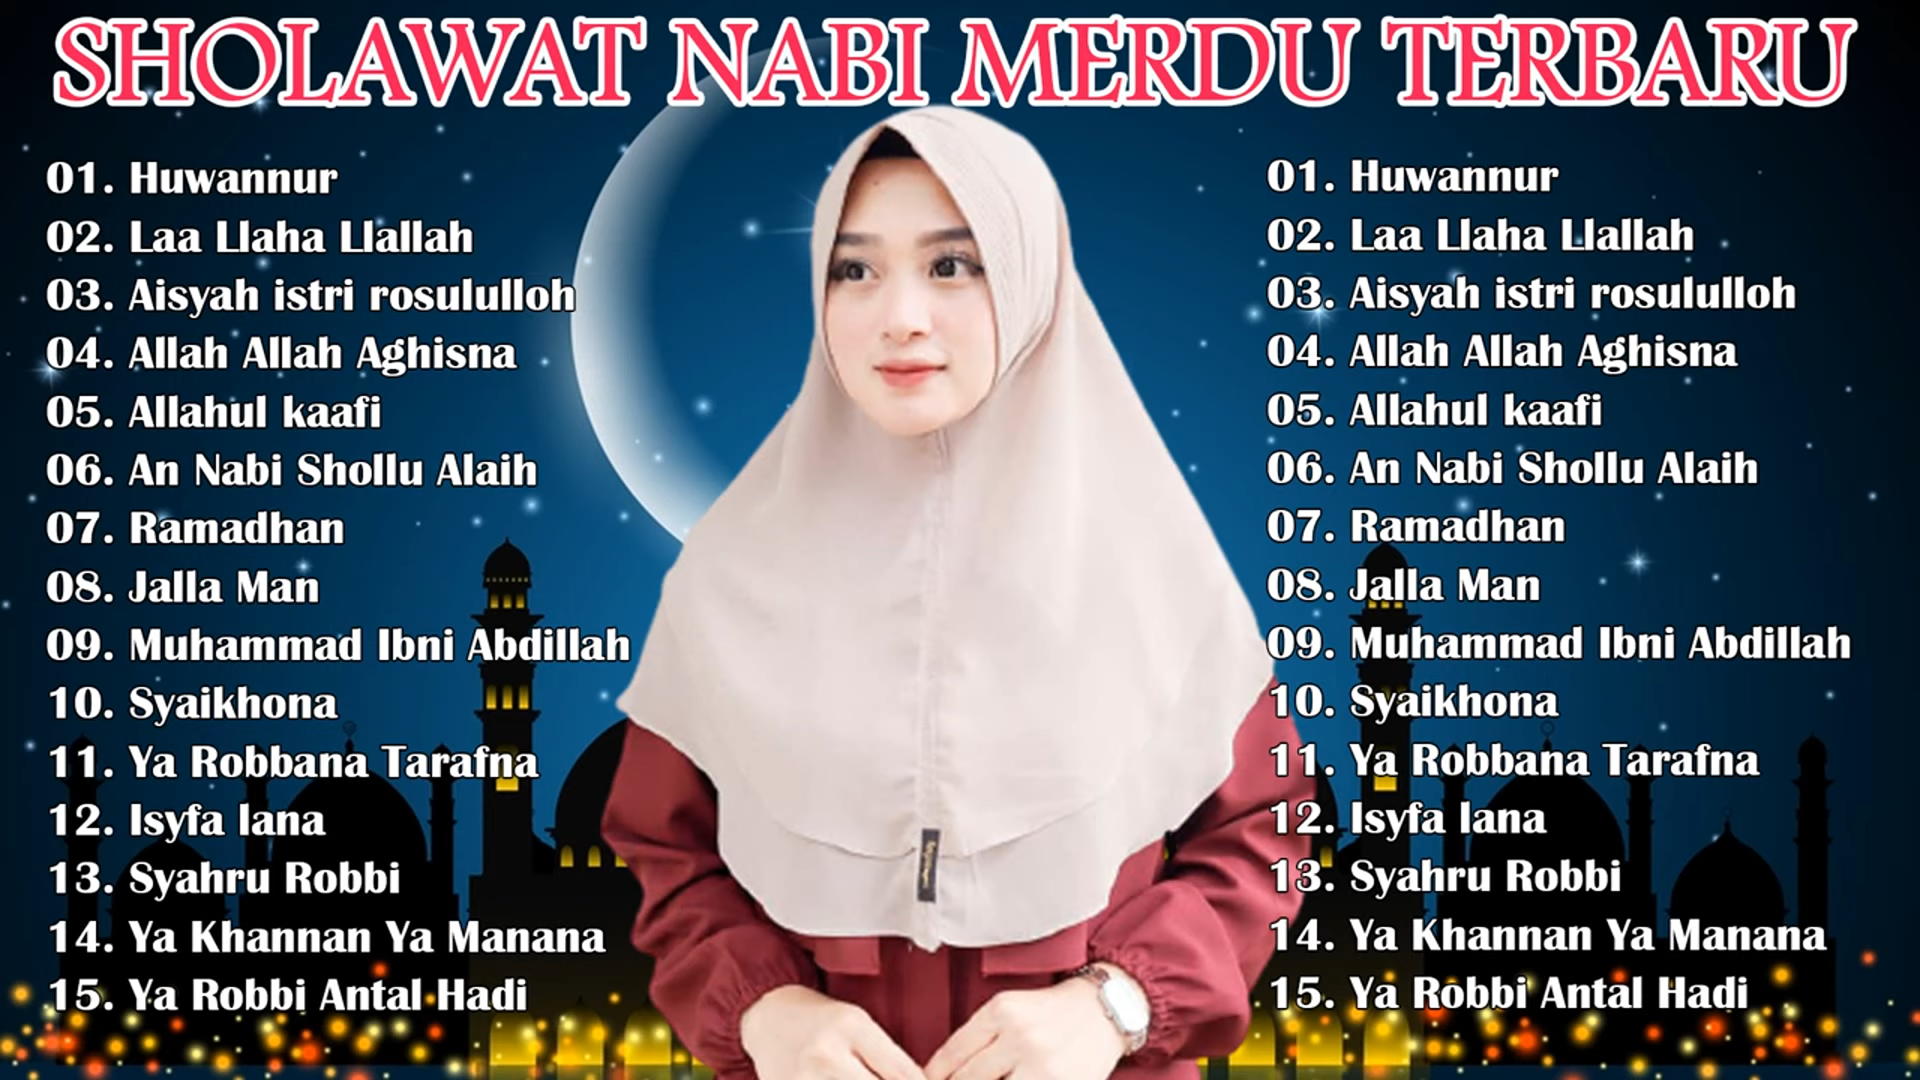 SHOLAWAT NABI MERDU TERBARU
01. Huwannur
02. Laa Llaha Llallah
03. Aisyah istri rosululloh
04. Allah Allah Aghisna
05. Allahul kaafi
06. An Nabi Shollu Alaih
07. Ramadhan
08. Jalla Man
09. Muhammad Ibni Abdillah
10. Syaikhona
11. Ya Robbana Tarafna
12. Isyfa lana
13. Syahru Robbi
14. Ya Khannan Ya Manana
15. Ya Robbi Antal Hadi
01. Huwannur
02. Laa Llaha Llallah
03. Aisyah istri rosululloh
04. Allah Allah Aghisna
05. Allahul kaafi
06. An Nabi Shollu Alaih
07. Ramadhan
08. Jalla Man
09. Muhammad Ibni Abdillah
10. Syaikhona
11. Ya Robbana Tarafna
12. Isyfa lana
13. Syahru Robbi
14. Ya Khannan Ya Manana
15. Ya Robbi Antal Hadi